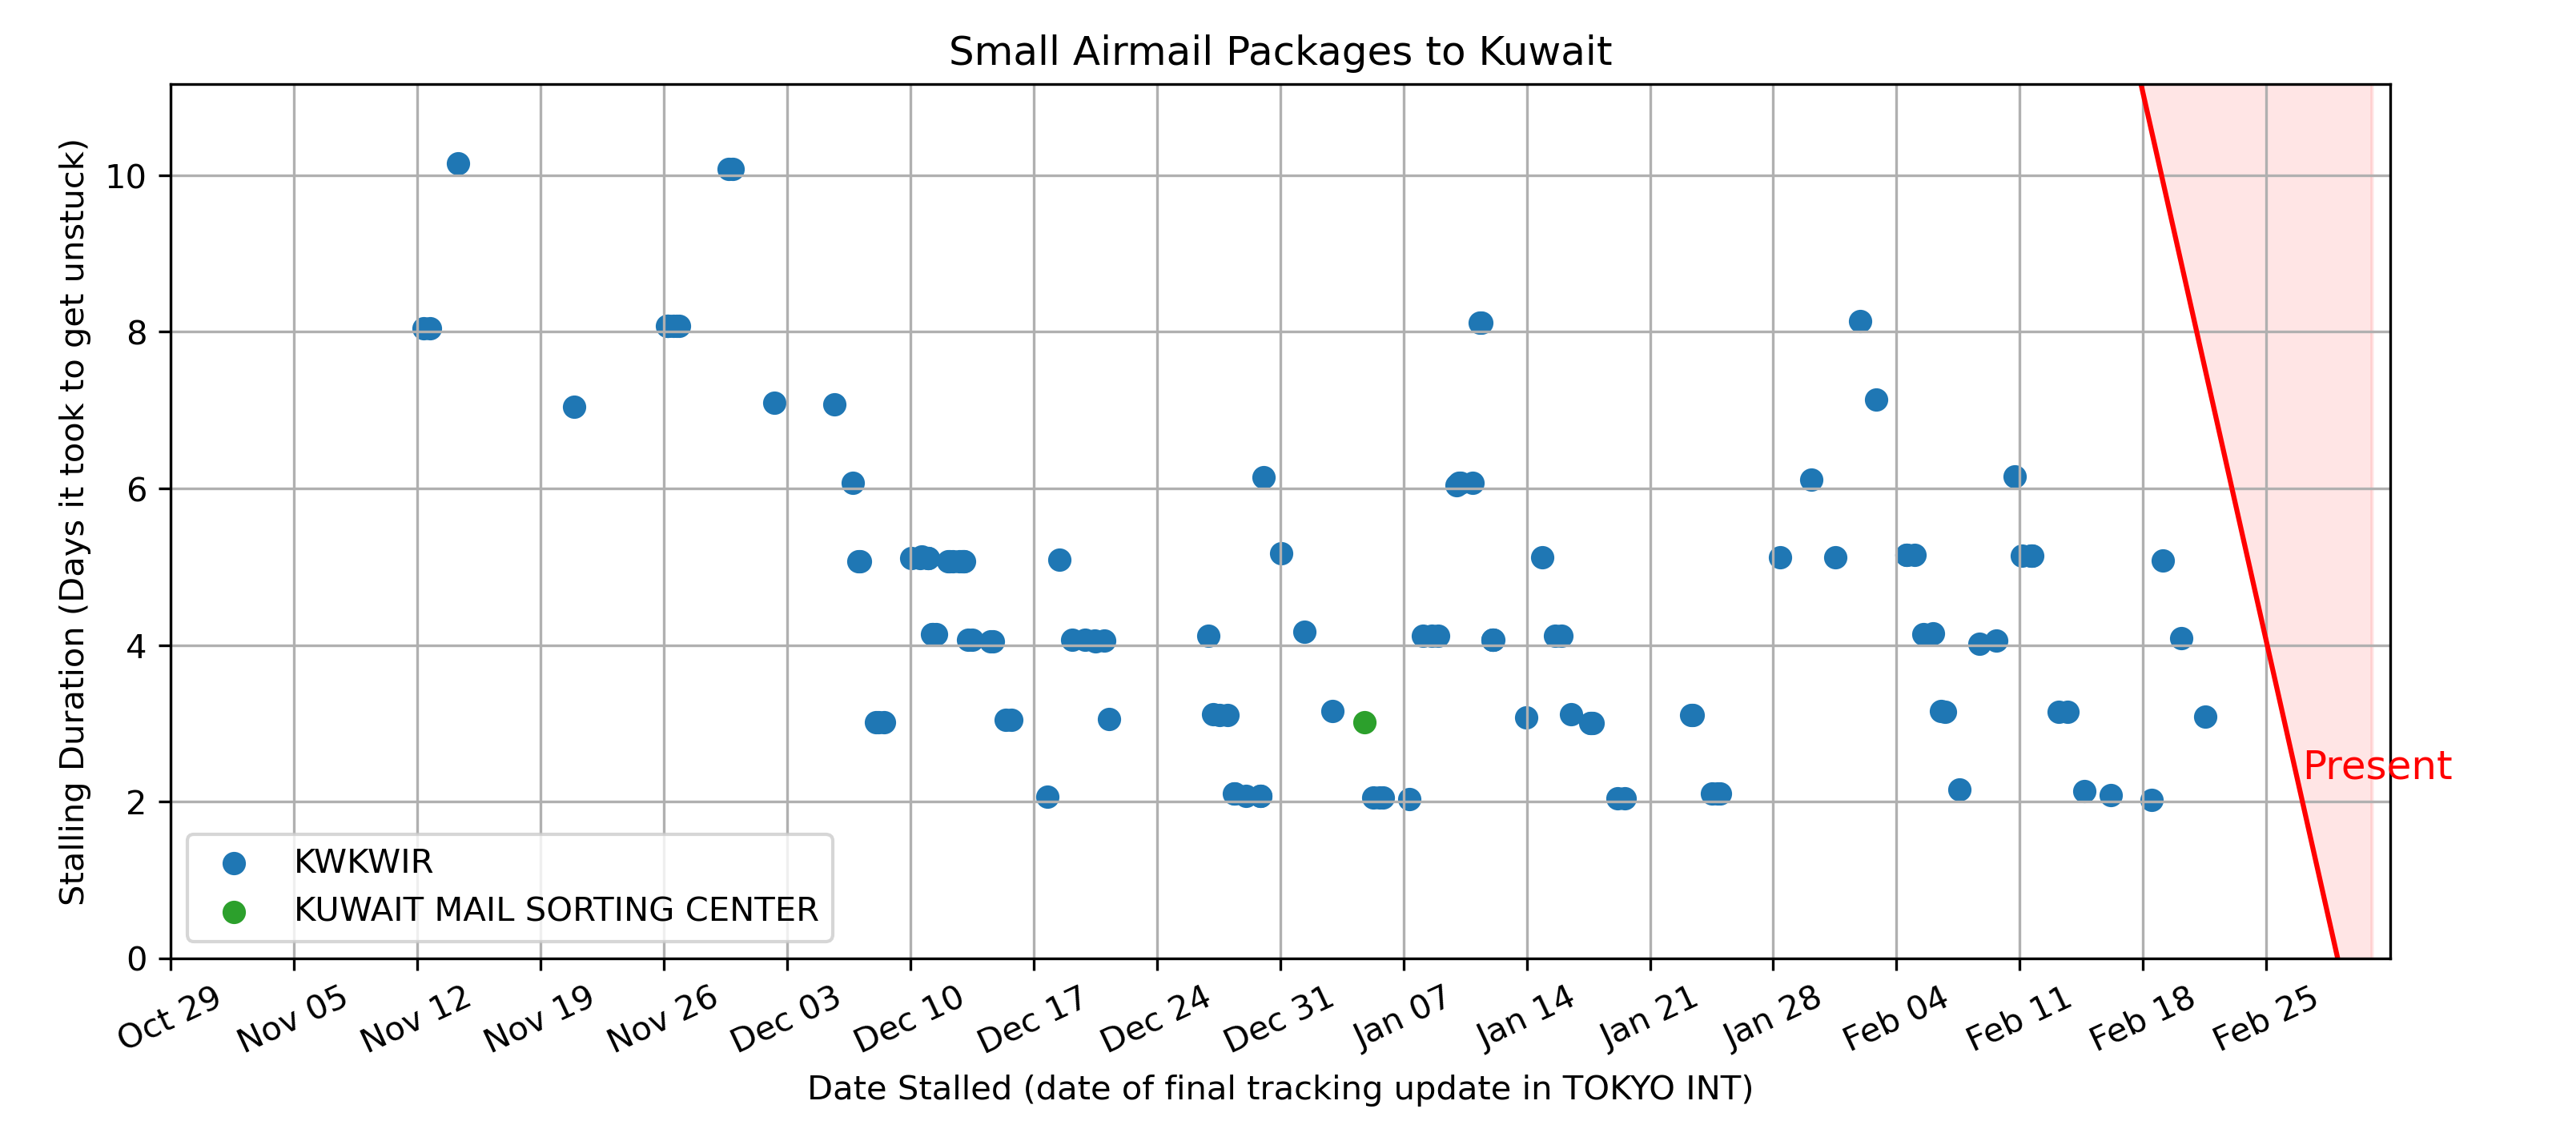 Small Airmail Packages to Kuwait
Stalling Duration (Days it took to get unstuck)
10
8
6
4
2
0
Present
KWKWIR
KUWAIT MAIL SORTING CENTER
Oct 29
Nov 05
Nov 12
Nov 19
Nov 26
Dec 03
Dec 10
Dec 17
Dec 24
Dec 31
Jan 07
Jan 14
Jan 21
Jan 28
Feb 04
Feb 11
Feb 18
Feb 25
Date Stalled (date of final tracking update in TOKYO INT)